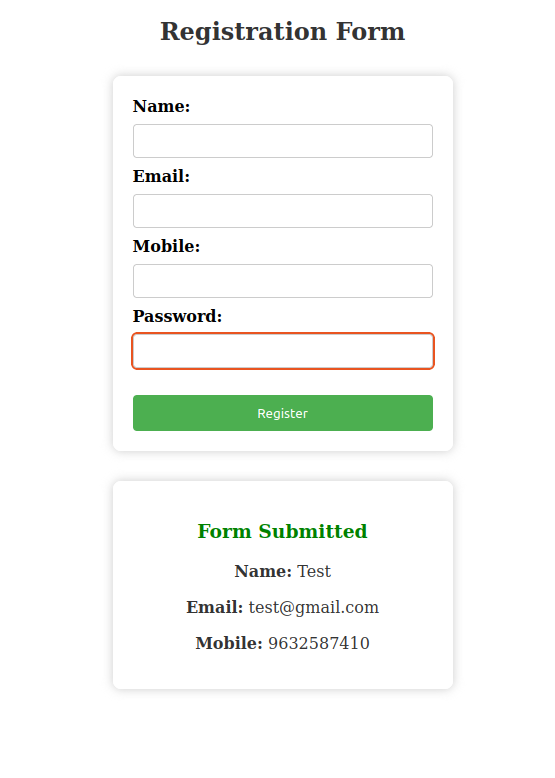 Registration Form
Name:
Email:
Mobile:
Password:
Register
Form Submitted
Name: Test
Email: test@gmail.com
Mobile: 9632587410